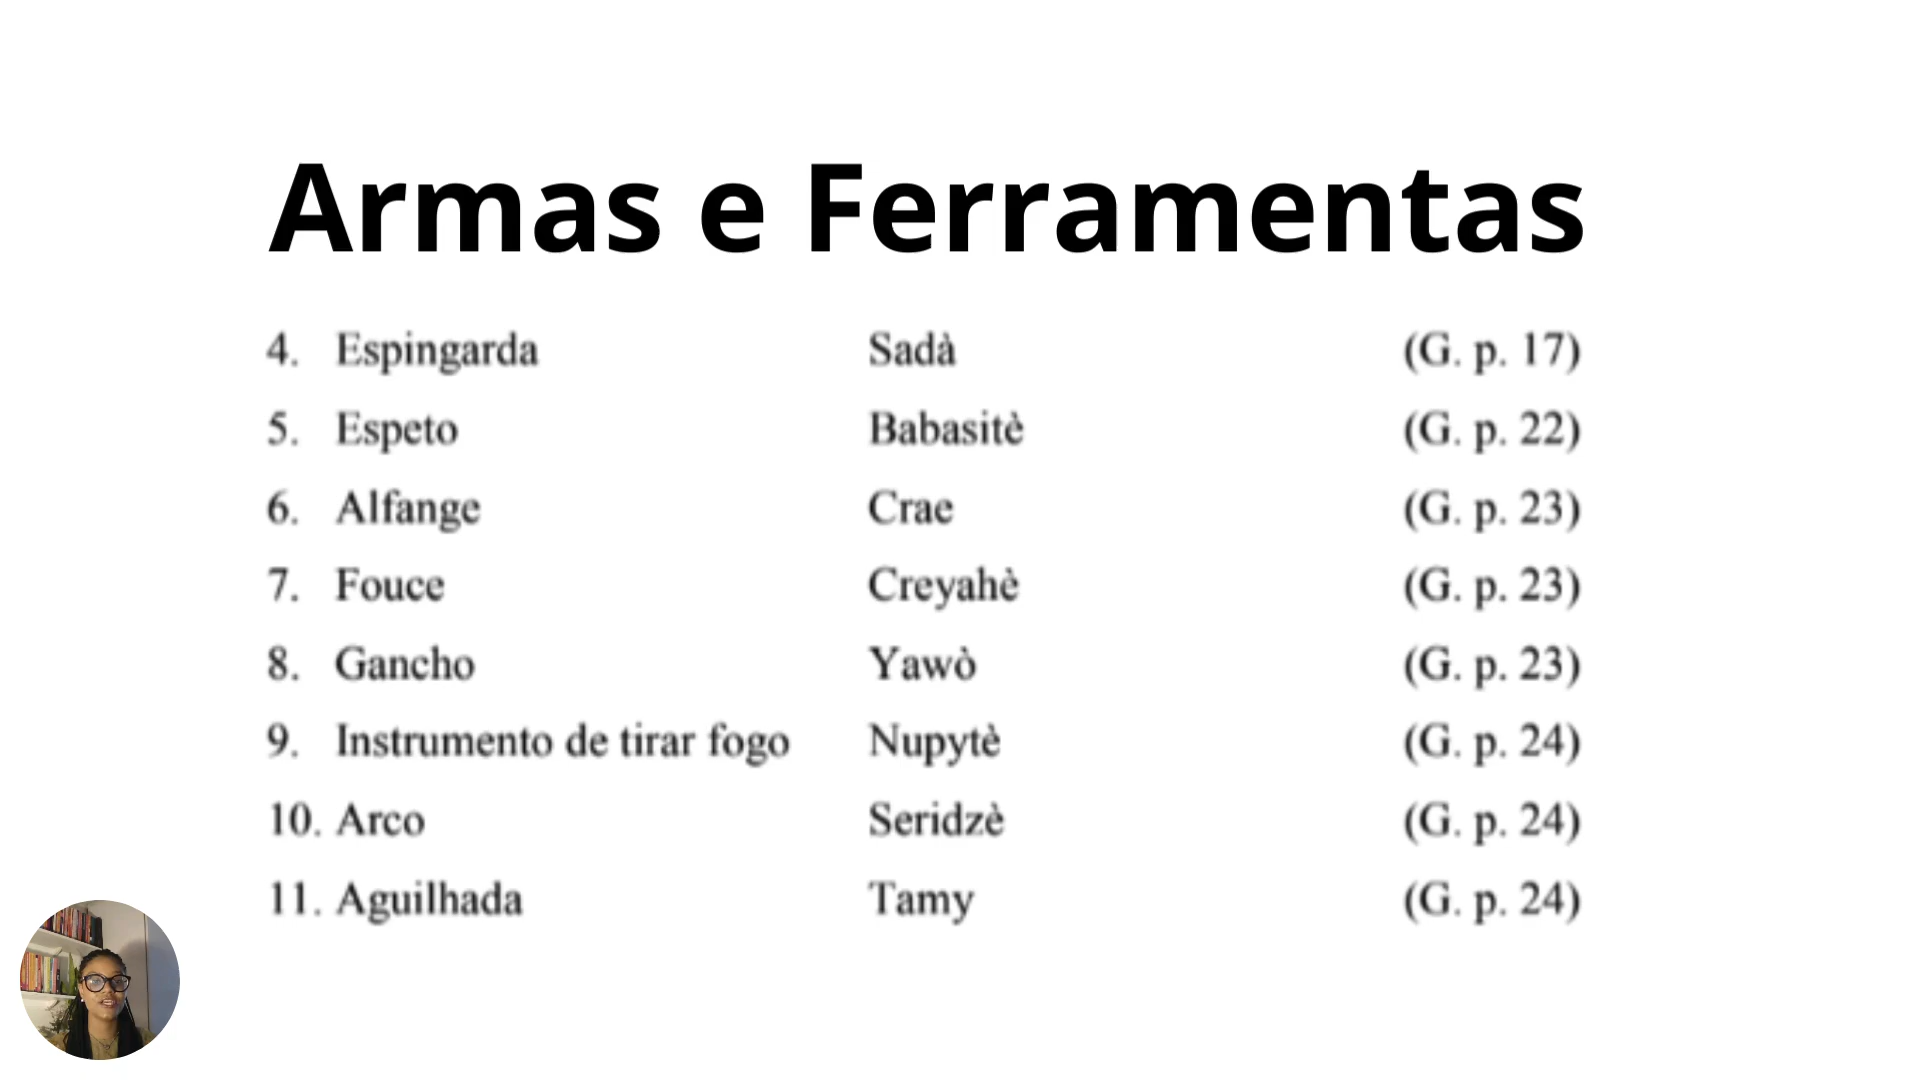 Armas e Ferramentas
4. Espingarda Sadà (G. p. 17)
5. Espeto Babasitè (G. p. 22)
6. Alfange Crae (G. p. 23)
7. Fouce Creyahè (G. p. 23)
8. Gancho Yawò (G. p. 23)
9. Instrumento de tirar fogo Nupytè (G. p. 24)
10. Arco Seridzè (G. p. 24)
11. Aguilhada Tamy (G. p. 24)